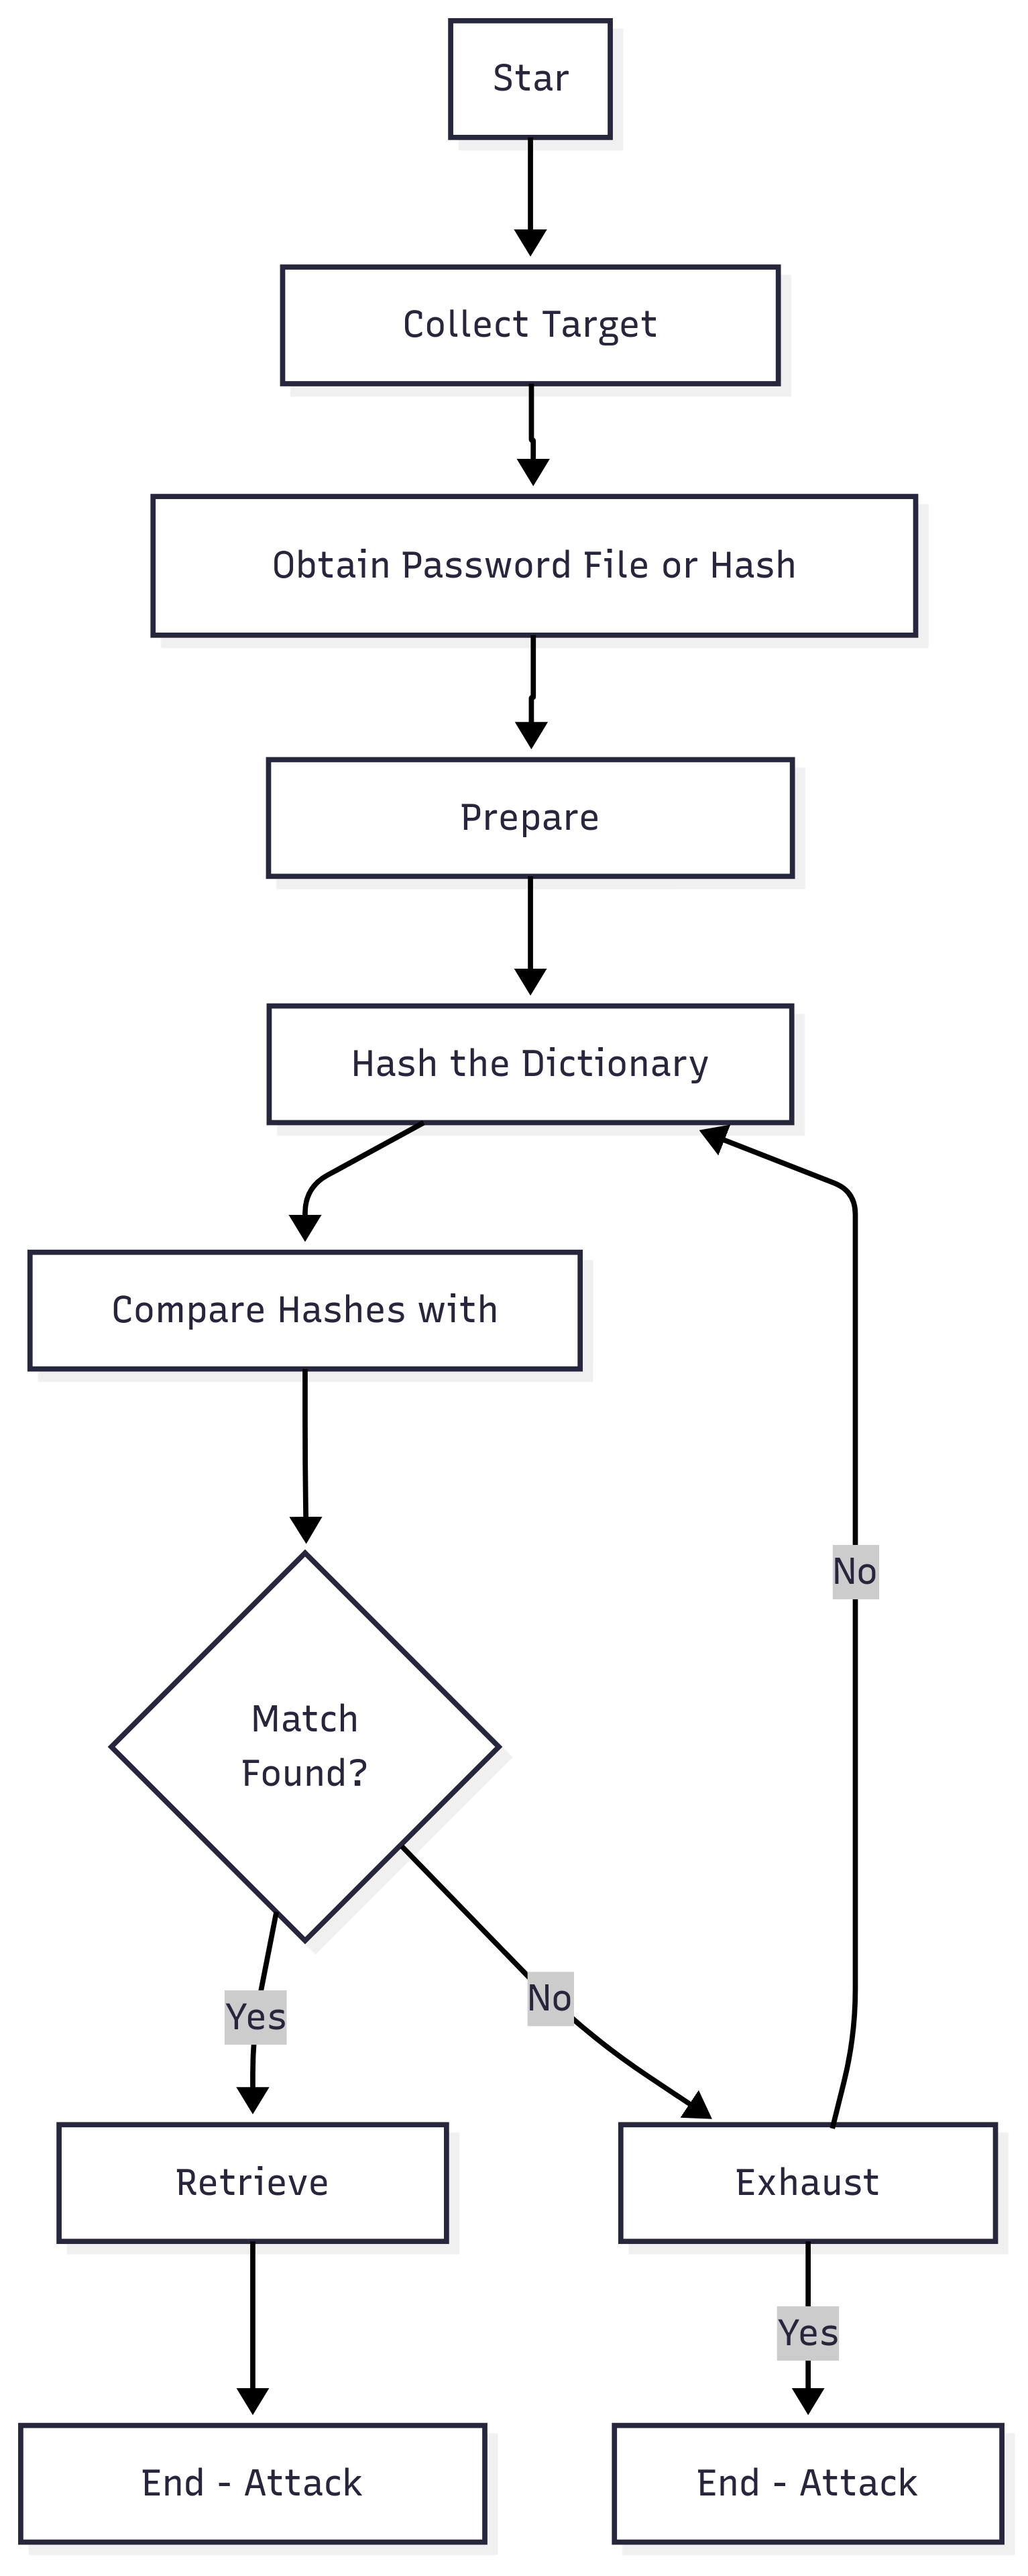 Star
Collect Target
Obtain Password File or Hash
Prepare
Hash the Dictionary
Compare Hashes with
No
Match
Found?
No
Yes
Retrieve
Exhaust
Yes
End - Attack
End - Attack